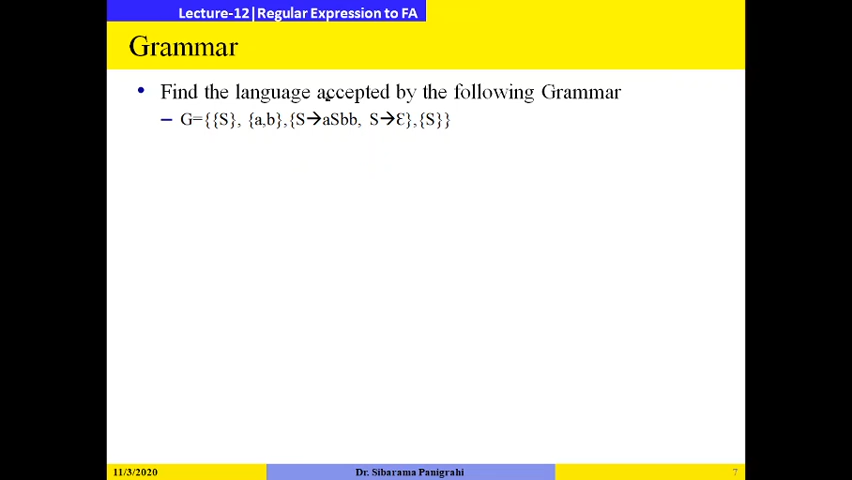 Lecture-12|Regular Expression to FA
Grammar
• Find the language accepted by the following Grammar
– G={{S}, {a,b},{S→aSbb, S→Ɛ},{S}}
11/3/2020 Dr. Sibarama Panigrahi 7